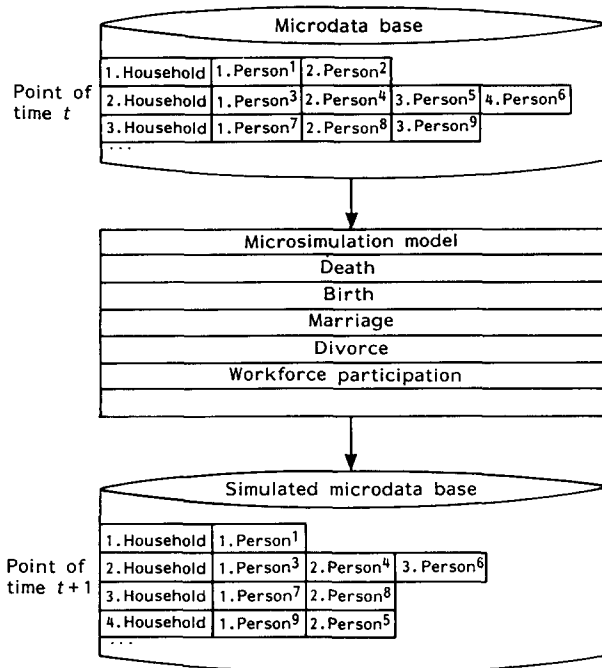 Microdata base
Point of time t
1.Household 1.Person¹ 2.Person²
2.Household 1.Person³ 2.Person⁴ 3.Person⁵ 4.Person⁶
3.Household 1.Person⁷ 2.Person⁸ 3.Person⁹
...
Microsimulation model
Death
Birth
Marriage
Divorce
Workforce participation
Simulated microdata base
Point of time t+1
1.Household 1.Person¹
2.Household 1.Person³ 2.Person⁴ 3.Person⁶
3.Household 1.Person⁷ 2.Person⁸
4.Household 1.Person⁹ 2.Person⁵
...